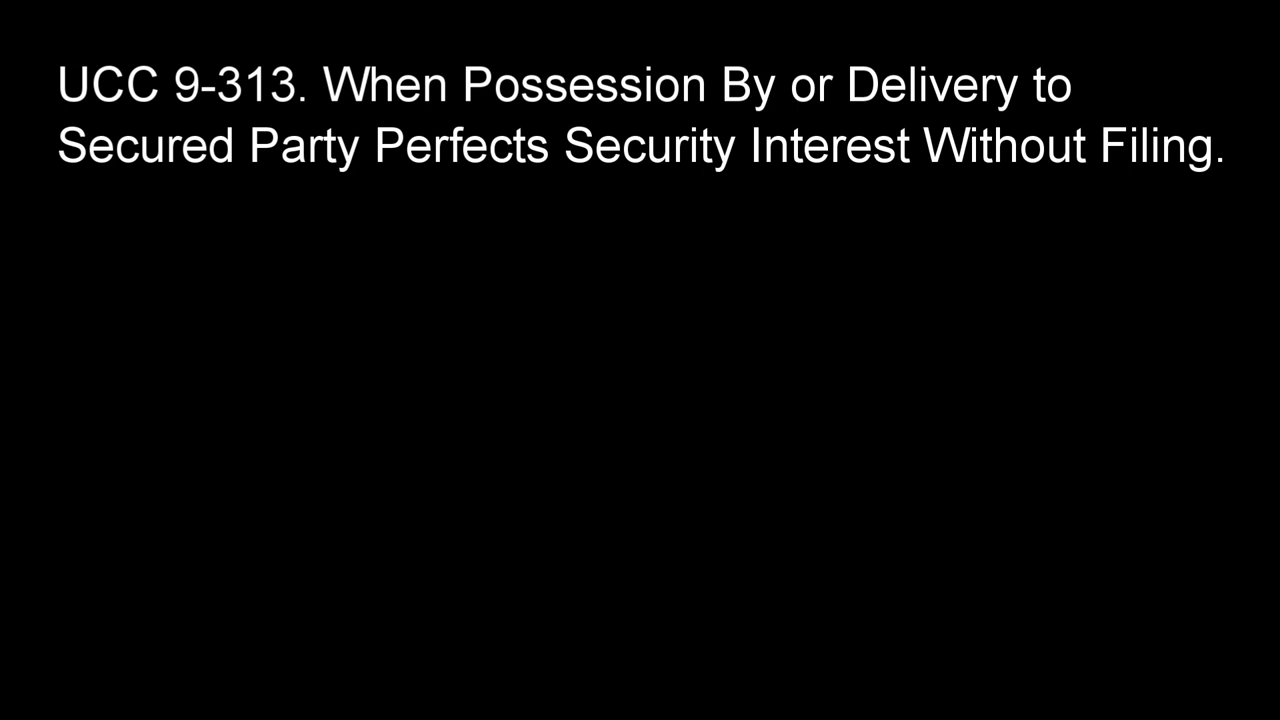 UCC 9-313. When Possession By or Delivery to
Secured Party Perfects Security Interest Without Filing.